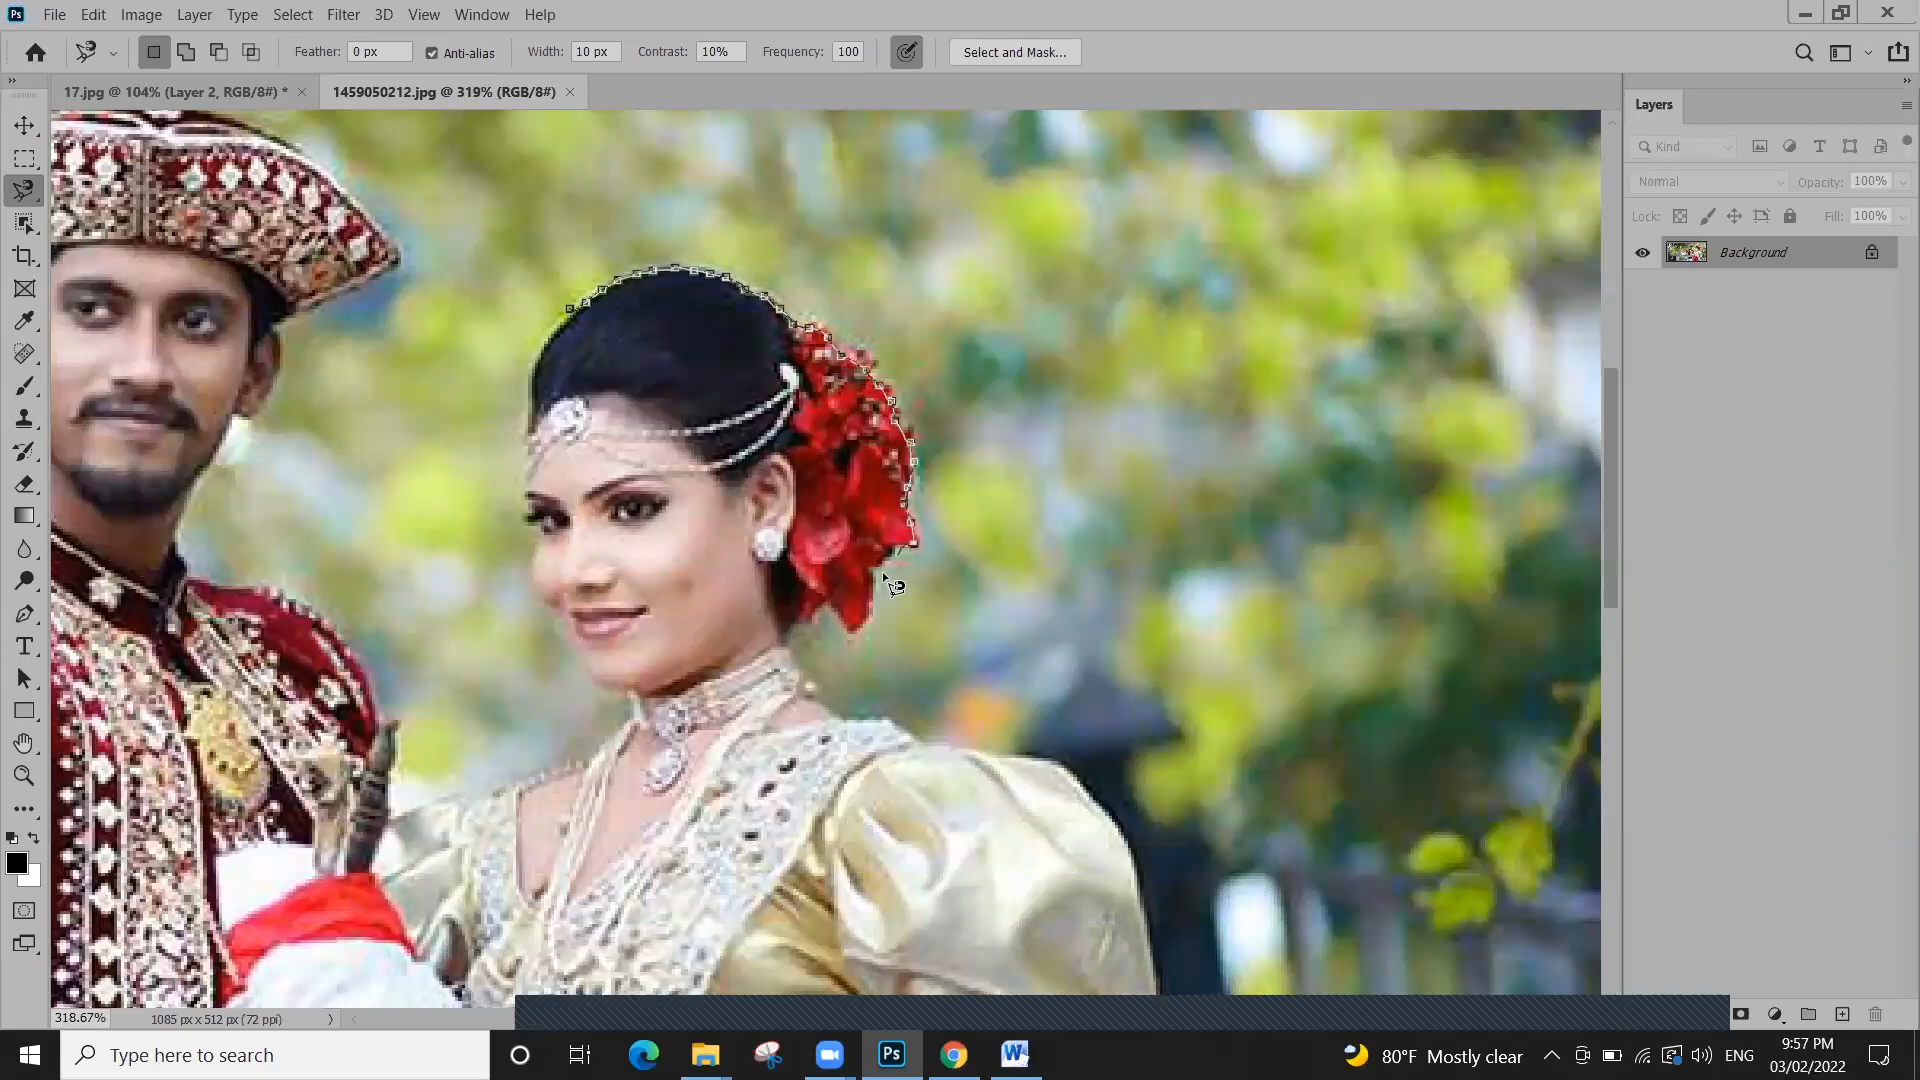 Ps File Edit Image Layer Type Select Filter 3D View Window Help
Feather: 0 px Anti-alias Width: 10 px Contrast: 10% Frequency: 100 Select and Mask...
17.jpg @ 104% (Layer 2, RGB/8#) * × 1459050212.jpg @ 319% (RGB/8#) ×
Layers
Kind
Normal Opacity: 100%
Lock: Fill: 100%
Background
318.67% 1085 px x 512 px (72 ppi)
Type here to search
Ps
W
80°F Mostly clear
ENG
9:57 PM
03/02/2022